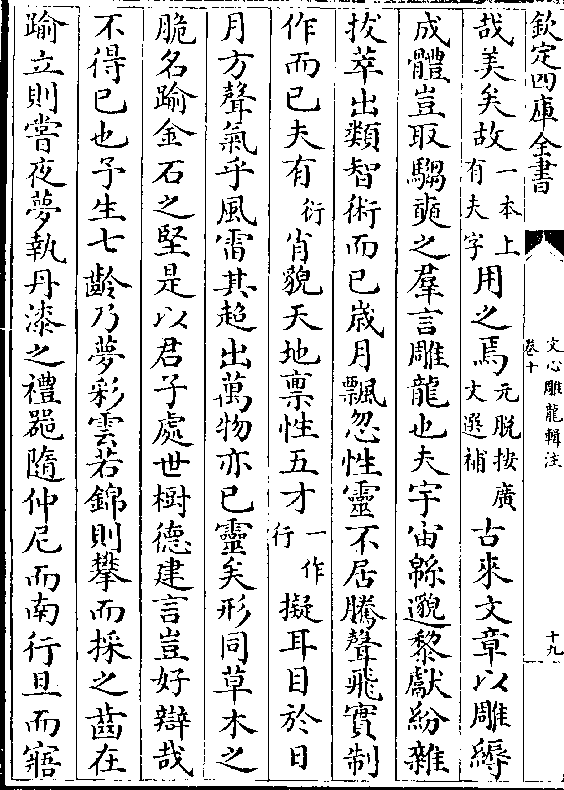 欽定四庫全書
文心雕龍輯注
卷十
十九
哉美矣故一本上有夫字用之焉元脫按廣文選補古來文章以雕縟
成體豈取騶奭之羣言雕龍也夫宇宙緜邈黎獻紛雜
拔萃出類智術而已歲月飄忽性靈不居騰聲飛實制
作而已夫有衍肖貌天地禀性五才一作行擬耳目於日
月方聲氣乎風雷其超出萬物亦已靈矣形同草木之
脆名踰金石之堅是以君子處世樹德建言豈好辯哉
不得已也予生七齡乃夢彩雲若錦則攀而採之齒在
踰立則嘗夜夢執丹漆之禮器隨仲尼而南行旦而寤